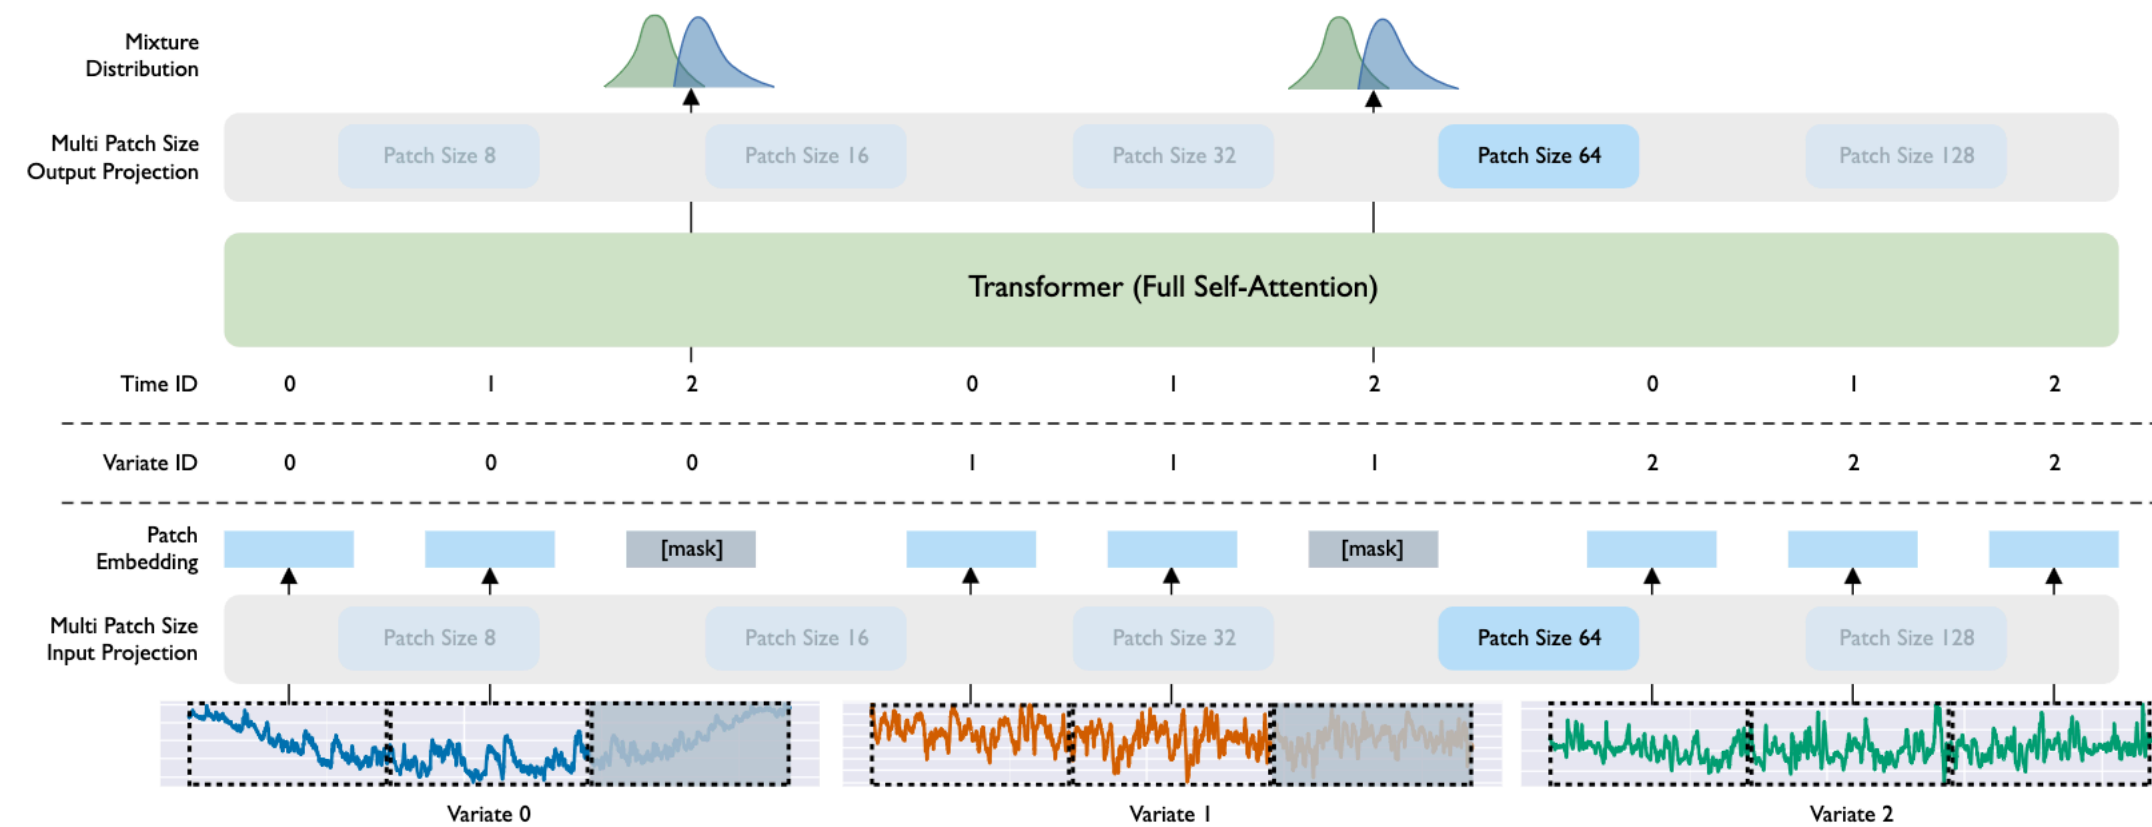 Mixture
Distribution
Multi Patch Size
Output Projection
Patch Size 8
Patch Size 16
Patch Size 32
Patch Size 64
Patch Size 128
Transformer (Full Self-Attention)
Time ID 0 1 2 0 1 2 0 1 2
Variate ID 0 0 0 1 1 1 2 2 2
Patch
Embedding
[mask]
[mask]
Multi Patch Size
Input Projection
Patch Size 8
Patch Size 16
Patch Size 32
Patch Size 64
Patch Size 128
Variate 0
Variate 1
Variate 2